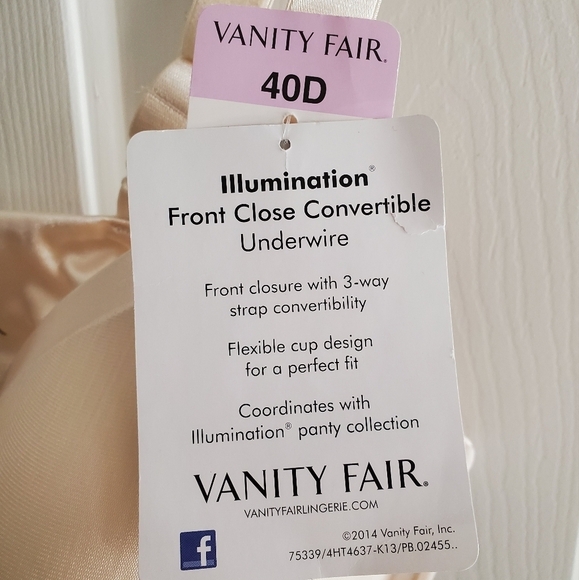 VANITY FAIR®
40D
Illumination®
Front Close Convertible
Underwire
Front closure with 3-way
strap convertibility
Flexible cup design
for a perfect fit
Coordinates with
Illumination® panty collection
VANITY FAIR®
VANITYFAIRLINGERIE.COM
f
©2014 Vanity Fair, Inc.
75339/4HT4637-K13/PB.02455..